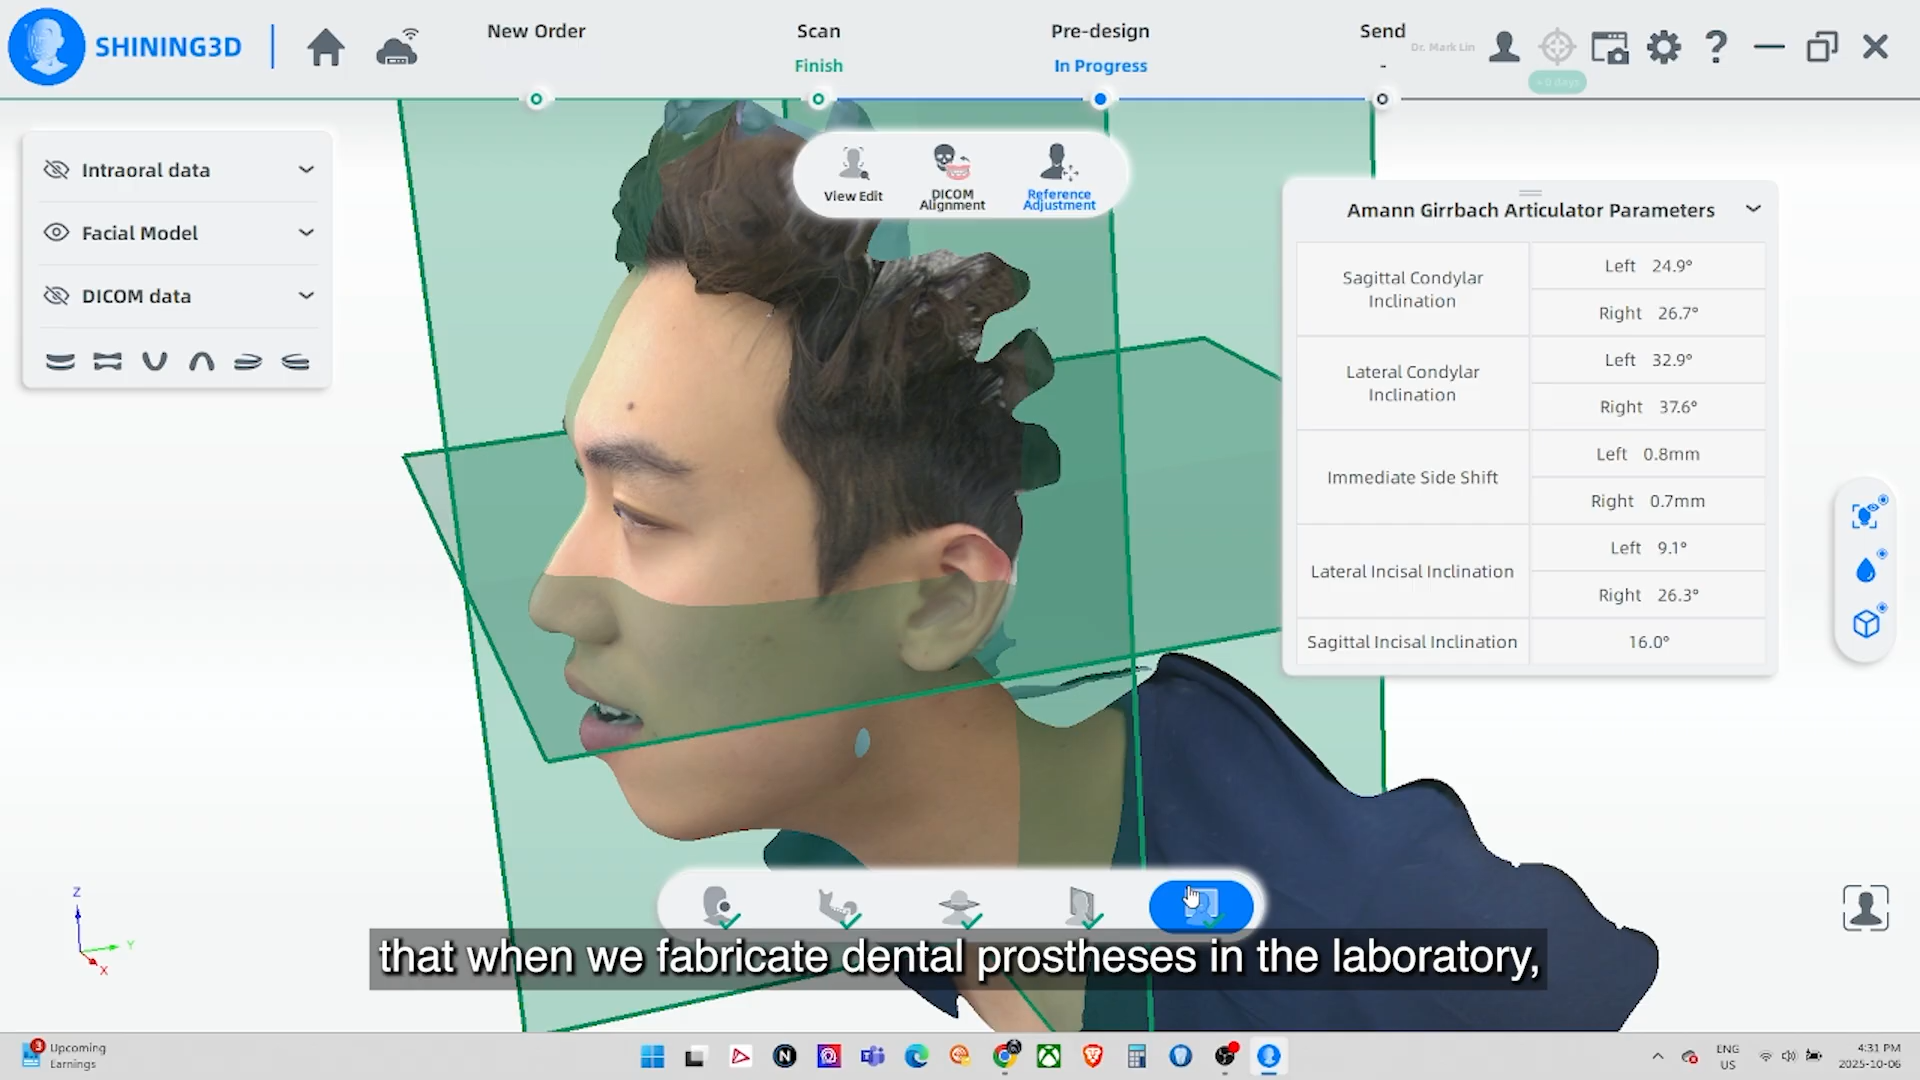 SHINING3D
New Order
Scan
Finish
Pre-design
In Progress
Send
-
Dr. Mark Lin
Intraoral data
Facial Model
DICOM data
View Edit
DICOM
Alignment
Reference
Adjustment
Amann Girrbach Articulator Parameters
Sagittal Condylar
Inclination
Left 24.9°
Right 26.7°
Lateral Condylar
Inclination
Left 32.9°
Right 37.6°
Immediate Side Shift
Left 0.8mm
Right 0.7mm
Lateral Incisal Inclination
Left 9.1°
Right 26.3°
Sagittal Incisal Inclination
16.0°
Z
Y
X
that when we fabricate dental prostheses in the laboratory,
3
Upcoming
Earnings
ENG
US
4:31 PM
2025-10-06